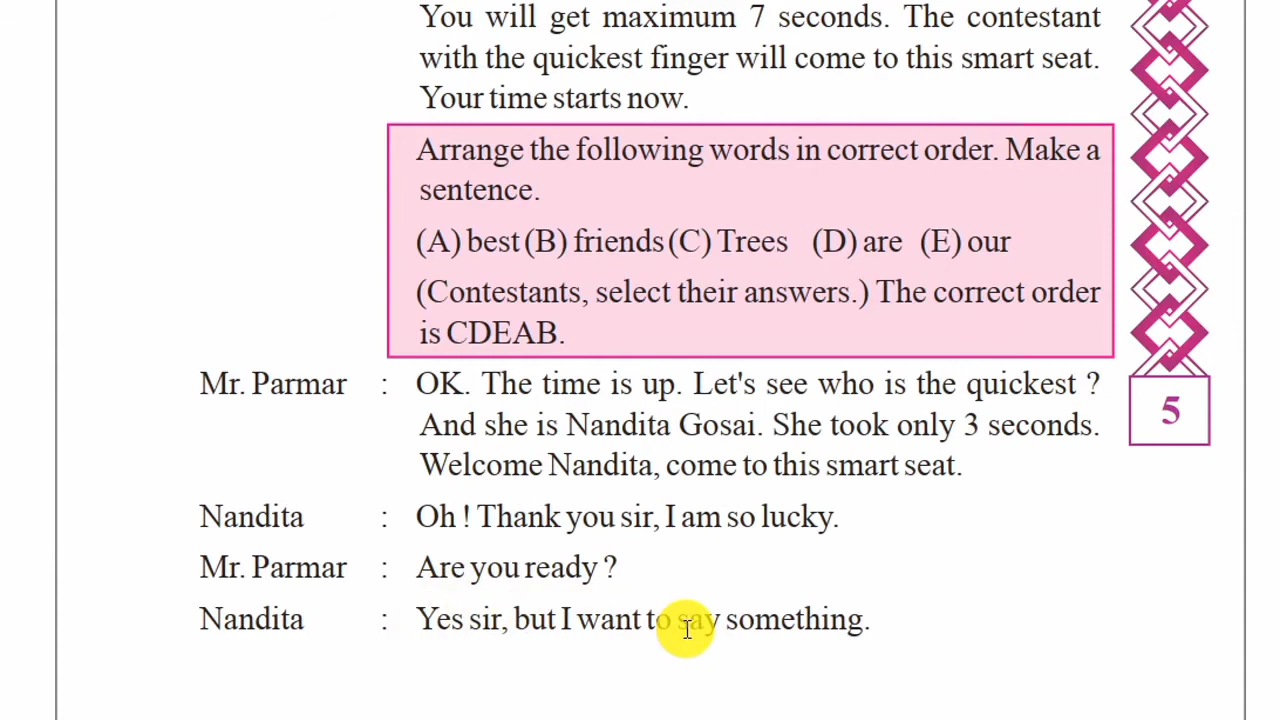 You will get maximum 7 seconds. The contestant
with the quickest finger will come to this smart seat.
Your time starts now.
Arrange the following words in correct order. Make a
sentence.
(A) best (B) friends (C) Trees (D) are (E) our
(Contestants, select their answers.) The correct order
is CDEAB.
Mr. Parmar : OK. The time is up. Let's see who is the quickest ?
And she is Nandita Gosai. She took only 3 seconds.
Welcome Nandita, come to this smart seat.
5
Nandita : Oh ! Thank you sir, I am so lucky.
Mr. Parmar : Are you ready ?
Nandita : Yes sir, but I want to say something.